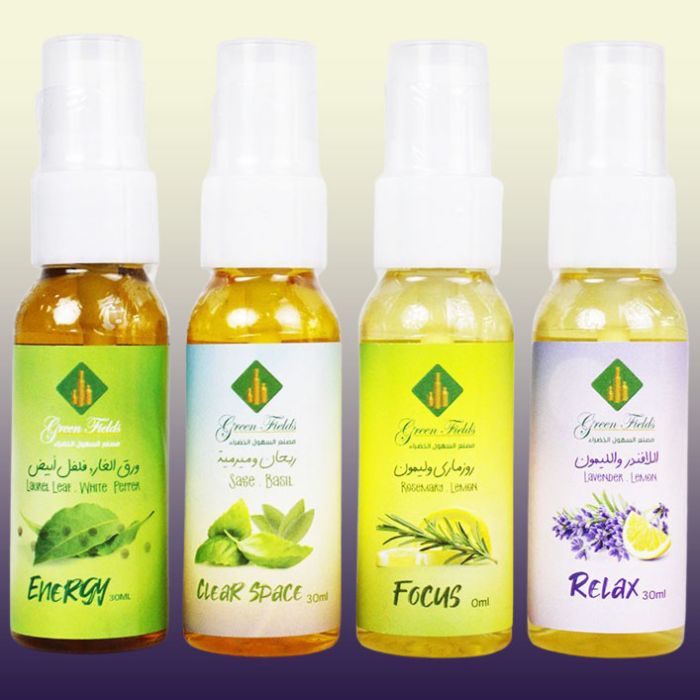 Green Fields
مصنع السهول الخضراء
ورق الغار، فلفل أبيض
Laurel Leaf . White Pepper
Energy 30ML
Green Fields
مصنع السهول الخضراء
ريحان وميرمية
Sage . Basil
Clear Space 30ml
Green Fields
مصنع السهول الخضراء
روزماري وليمون
Rosemary . Lemon
Focus 0ml
Green Fields
مصنع السهول الخضراء
اللافندر والليمون
Lavender . Lemon
Relax 30ml